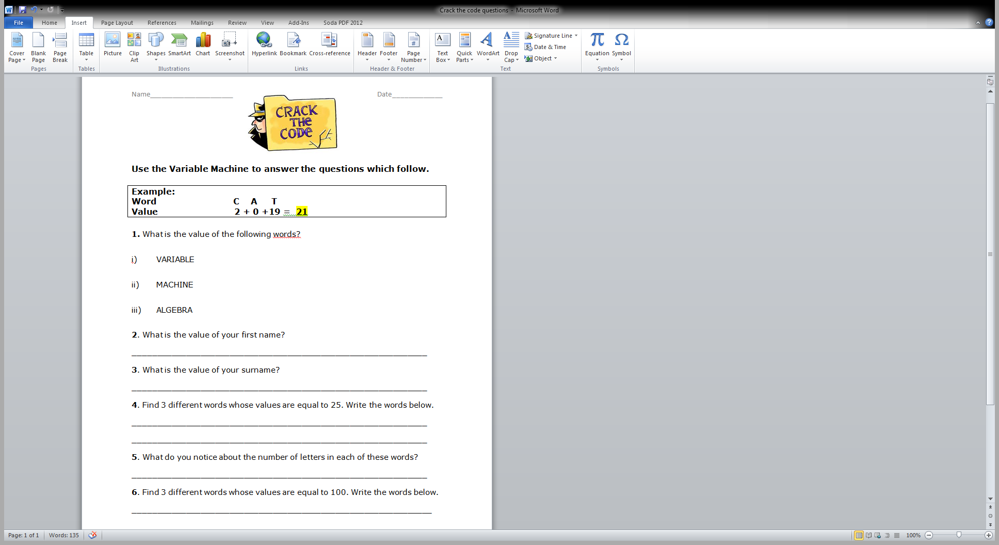 Crack the code questions - Microsoft Word
File Home Insert Page Layout References Mailings Review View Add-Ins Soda PDF 2012
Cover Page Blank Page Page Break Table Picture Clip Art Shapes SmartArt Chart Screenshot Hyperlink Bookmark Cross-reference Header Footer Page Number Text Box Quick Parts WordArt Drop Cap Signature Line Date & Time Object Equation Symbol
Pages Tables Illustrations Links Header & Footer Text Symbols
Name______________________ Date_____________
CRACK
THE
CODE
Use the Variable Machine to answer the questions which follow.
Example:
Word C A T
Value 2 + 0 +19 = 21
1. What is the value of the following words?
i) VARIABLE
ii) MACHINE
iii) ALGEBRA
2. What is the value of your first name?
3. What is the value of your surname?
4. Find 3 different words whose values are equal to 25. Write the words below.
5. What do you notice about the number of letters in each of these words?
6. Find 3 different words whose values are equal to 100. Write the words below.
Page: 1 of 1 Words: 135 100%